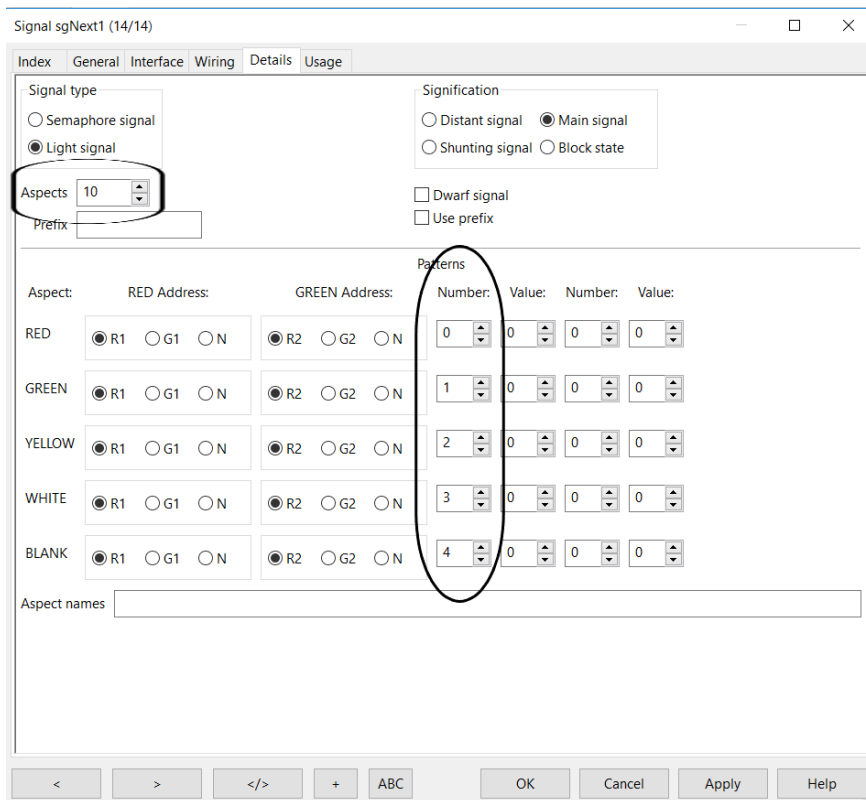 Signal sgNext1 (14/14)
Index General Interface Wiring Details Usage
Signal type Signification
Semaphore signal Distant signal Main signal
Light signal Shunting signal Block state
Aspects 10 Dwarf signal
Prefix Use prefix
Patterns
Aspect: RED Address: GREEN Address: Number: Value: Number: Value:
RED R1 G1 N R2 G2 N 0 0 0 0
GREEN R1 G1 N R2 G2 N 1 0 0 0
YELLOW R1 G1 N R2 G2 N 2 0 0 0
WHITE R1 G1 N R2 G2 N 3 0 0 0
BLANK R1 G1 N R2 G2 N 4 0 0 0
Aspect names
< > </> + ABC OK Cancel Apply Help